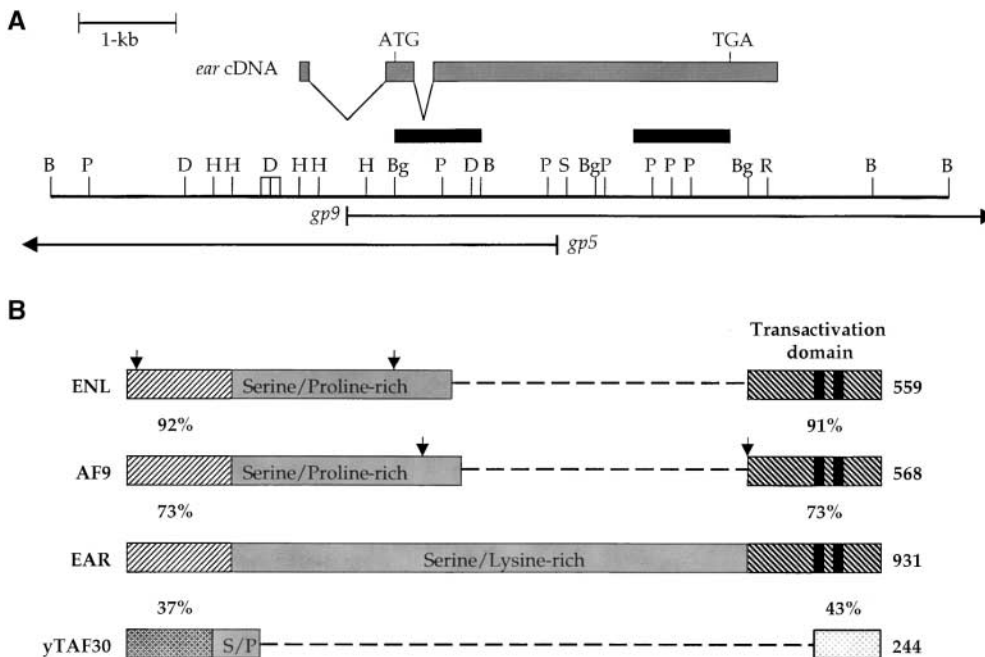 A
1-kb
ATG
TGA
ear cDNA
B P D H H D H H H Bg P D B P S Bg P P P P Bg R B B
gp9
gp5
B
Transactivation
domain
ENL
Serine/Proline-rich
559
92%
91%
AF9
Serine/Proline-rich
568
73%
73%
EAR
Serine/Lysine-rich
931
37%
43%
yTAF30
S/P
244